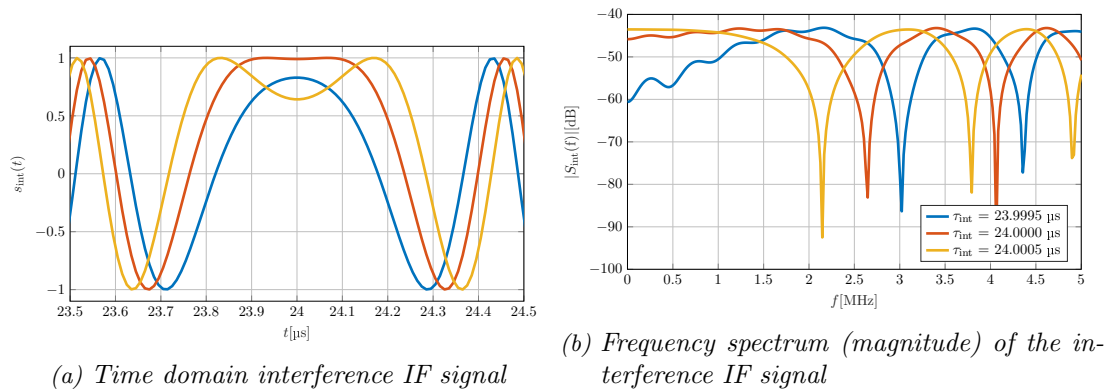 1
0.5
0
−0.5
−1
23.5 23.6 23.7 23.8 23.9 24 24.1 24.2 24.3 24.4 24.5
s_int(t)
t[µs]
(a) Time domain interference IF signal
−40
−50
−60
−70
−80
−90
−100
0 0.5 1 1.5 2 2.5 3 3.5 4 4.5 5
|S_int(f)|[dB]
f[MHz]
τ_int = 23.9995 µs
τ_int = 24.0000 µs
τ_int = 24.0005 µs
(b) Frequency spectrum (magnitude) of the in-
terference IF signal